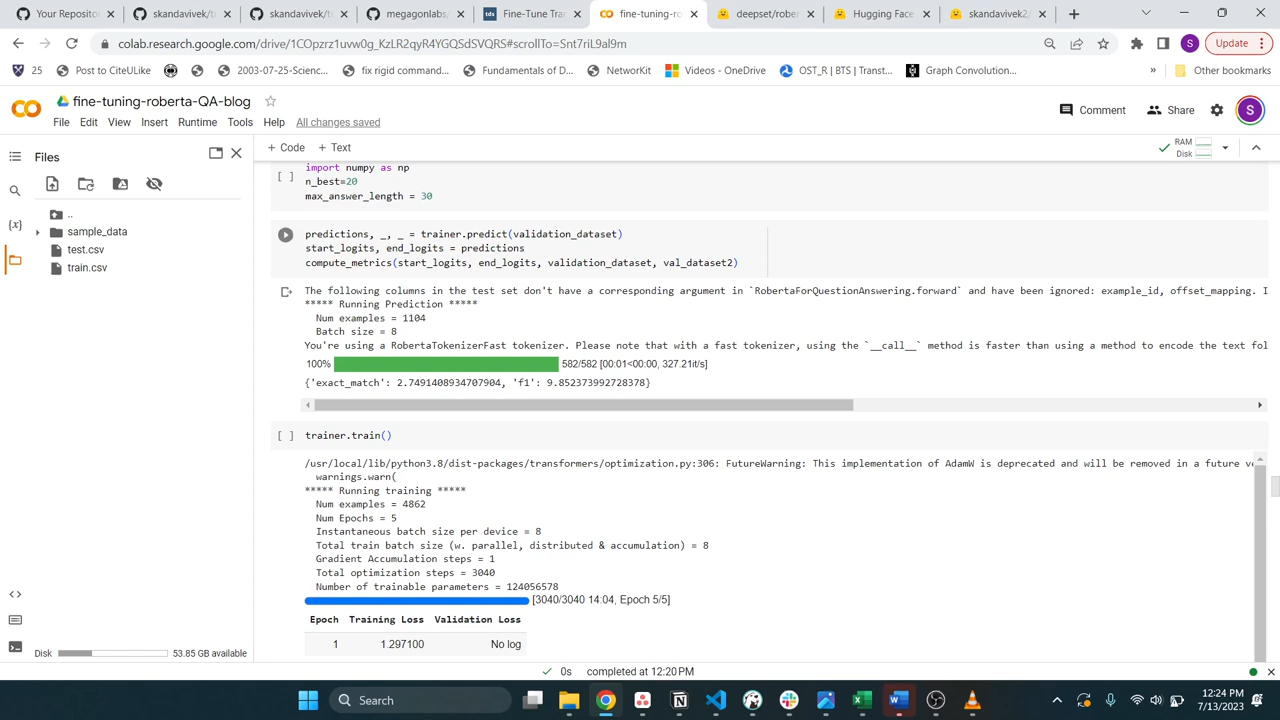 Your Reposito
skandavivek/tr
skandavivek/tr
megagonlabs/
tds
Fine-Tune Tran
fine-tuning-ro
deepset/rober
Hugging Face
skandavivek2/
colab.research.google.com/drive/1COpzrz1uvw0g_KzLR2qyR4YGQSdSVORS#scrollTo=Snt7riL9al9m
S
Update
25
Post to CiteULike
2003-07-25-Scienc...
fix rigid command...
Fundamentals of D...
NetworKit
Videos - OneDrive
OST_R | BTS | Transt...
Graph Convolution...
»
Other bookmarks
fine-tuning-roberta-QA-blog
Comment
Share
S
File Edit View Insert Runtime Tools Help All changes saved
Files
+ Code + Text
RAM
Disk
..
sample_data
test.csv
train.csv
Disk
53.85 GB available
import numpy as np
[ ]
n_best=20
max_answer_length = 30
predictions, _, _ = trainer.predict(validation_dataset)
start_logits, end_logits = predictions
compute_metrics(start_logits, end_logits, validation_dataset, val_dataset2)
The following columns in the test set don't have a corresponding argument in `RobertaForQuestionAnswering.forward` and have been ignored: example_id, offset_mapping. I
***** Running Prediction *****
Num examples = 1104
Batch size = 8
You're using a RobertaTokenizerFast tokenizer. Please note that with a fast tokenizer, using the `__call__` method is faster than using a method to encode the text fol
100% 582/582 [00:01<00:00, 327.21it/s]
{'exact_match': 2.7491408934707904, 'f1': 9.852373992728378}
[ ] trainer.train()
/usr/local/lib/python3.8/dist-packages/transformers/optimization.py:306: FutureWarning: This implementation of AdamW is deprecated and will be removed in a future ve
warnings.warn(
***** Running training *****
Num examples = 4862
Num Epochs = 5
Instantaneous batch size per device = 8
Total train batch size (w. parallel, distributed & accumulation) = 8
Gradient Accumulation steps = 1
Total optimization steps = 3040
Number of trainable parameters = 124056578
[3040/3040 14:04, Epoch 5/5]
Epoch Training Loss Validation Loss
1 1.297100 No log
0s completed at 12:20 PM
Search
12:24 PM
7/13/2023